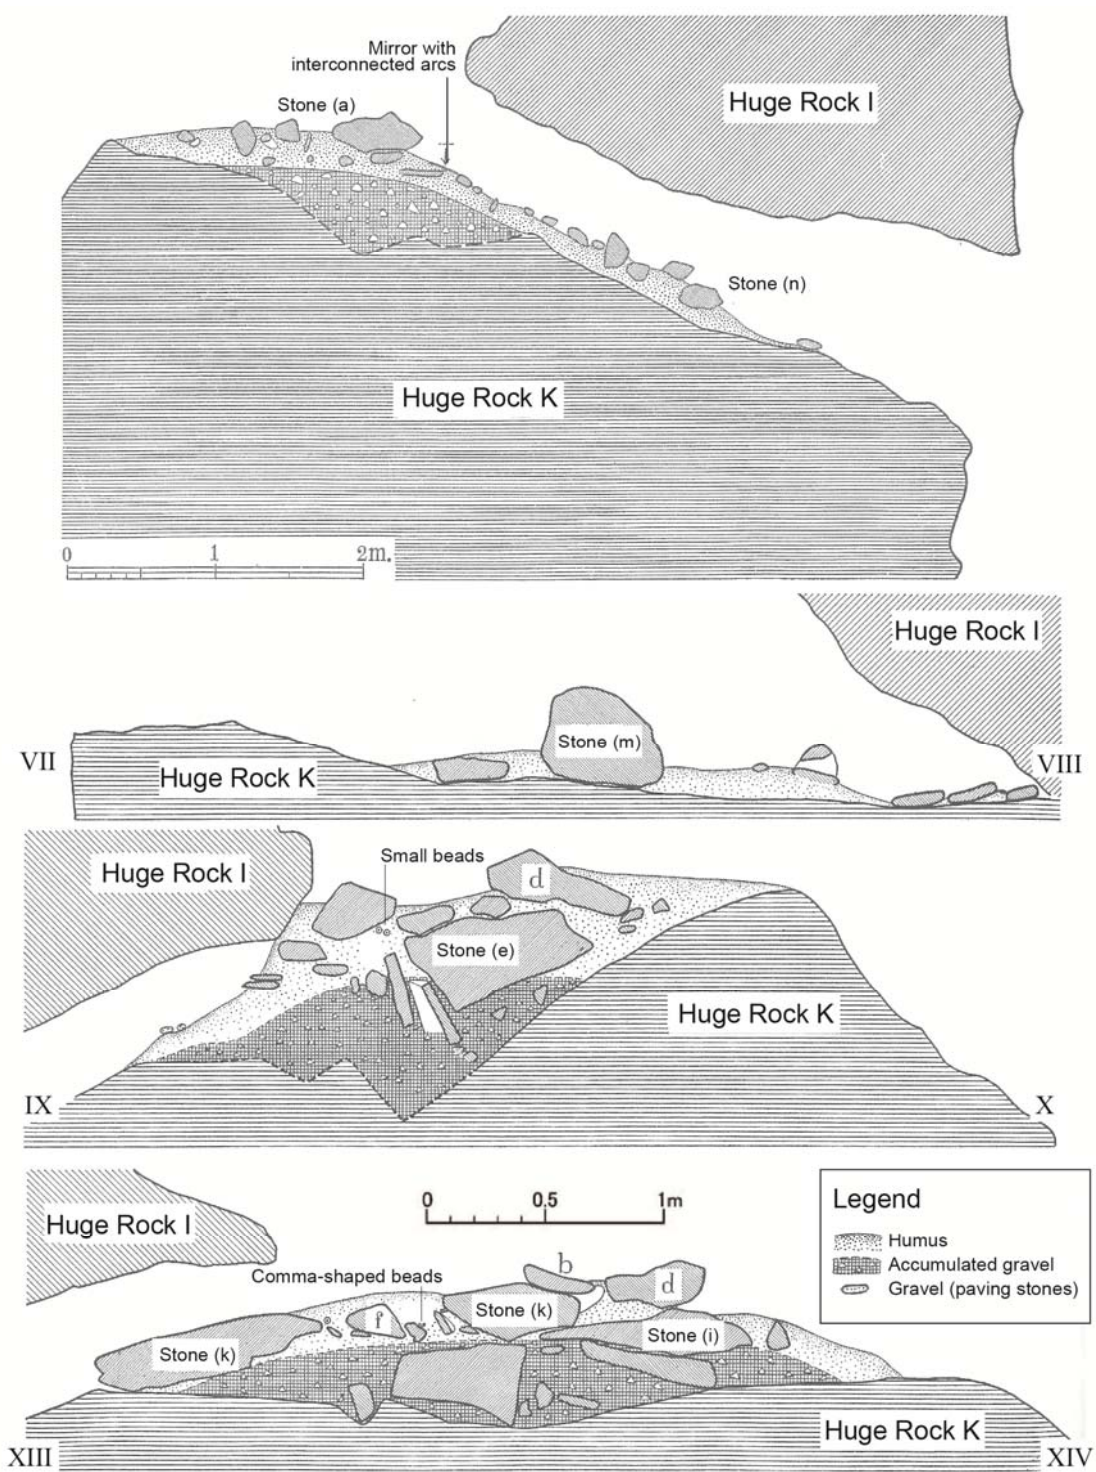 Mirror with
interconnected arcs
Stone (a)
Huge Rock I
Stone (n)
Huge Rock K
0 1 2m.
Huge Rock I
Stone (m)
VII
VIII
Huge Rock K
Small beads
Huge Rock I
d
Stone (e)
Huge Rock K
IX
X
0 0.5 1m
Legend
Humus
Accumulated gravel
Gravel (paving stones)
Huge Rock I
b
Comma-shaped beads
d
f
Stone (k)
Stone (i)
Stone (k)
Huge Rock K
XIII
XIV